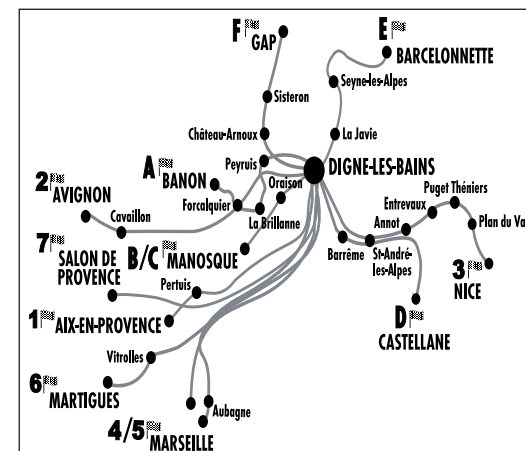 F GAP
E BARCELONNETTE
Seyne-les-Alpes
Sisteron
Château-Arnoux
La Javie
Peyruis
DIGNE-LES-BAINS
A BANON
Oraison
Puget Théniers
2 AVIGNON
Forcalquier
La Brillanne
Entrevaux
Cavaillon
Annot
Plan du Va
7 SALON DE
PROVENCE
B/C MANOSQUE
Barrême
St-André-
les-Alpes
3
NICE
Pertuis
1 AIX-EN-PROVENCE
D
CASTELLANE
Vitrolles
6 MARTIGUES
Aubagne
4/5 MARSEILLE